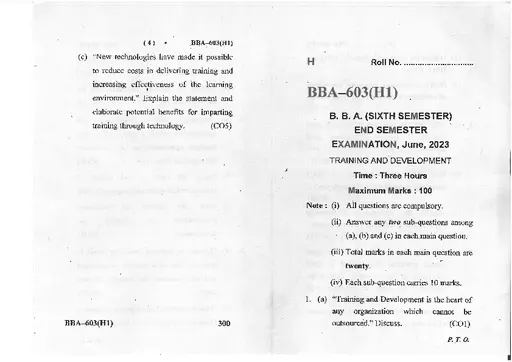 ( 4 ) BBA–603(H1)
(c) “New technologies have made it possible
to reduce costs in delivering training and
increasing effectiveness of the learning
environment.” Explain the statement and
elaborate potential benefits for imparting
training through technology. (CO5)
BBA–603(H1) 300
H Roll No. ..............................
BBA–603(H1)
B. B. A. (SIXTH SEMESTER)
END SEMESTER
EXAMINATION, June, 2023
TRAINING AND DEVELOPMENT
Time : Three Hours
Maximum Marks : 100
Note : (i) All questions are compulsory.
(ii) Answer any two sub-questions among
(a), (b) and (c) in each main question.
(iii) Total marks in each main question are
twenty.
(iv) Each sub-question carries 10 marks.
1. (a) “Training and Development is the heart of
any organization which cannot be
outsourced.” Discuss. (CO1)
P. T. O.